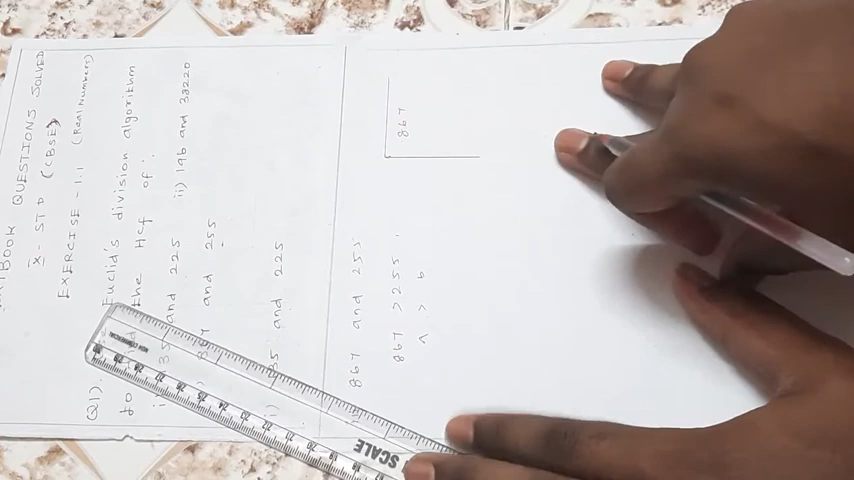 BOOK QUESTIONS SOLVED
X - STD (CBSE)
EXERCISE - 1.1 (Real Numbers)
Q1). Euclid's division algorithm
to the HCF of :
and 225 ii) 196 and 38220
and 255
i) 135 and 225
867 and 255
867 > 255
a > b
867
SCALE